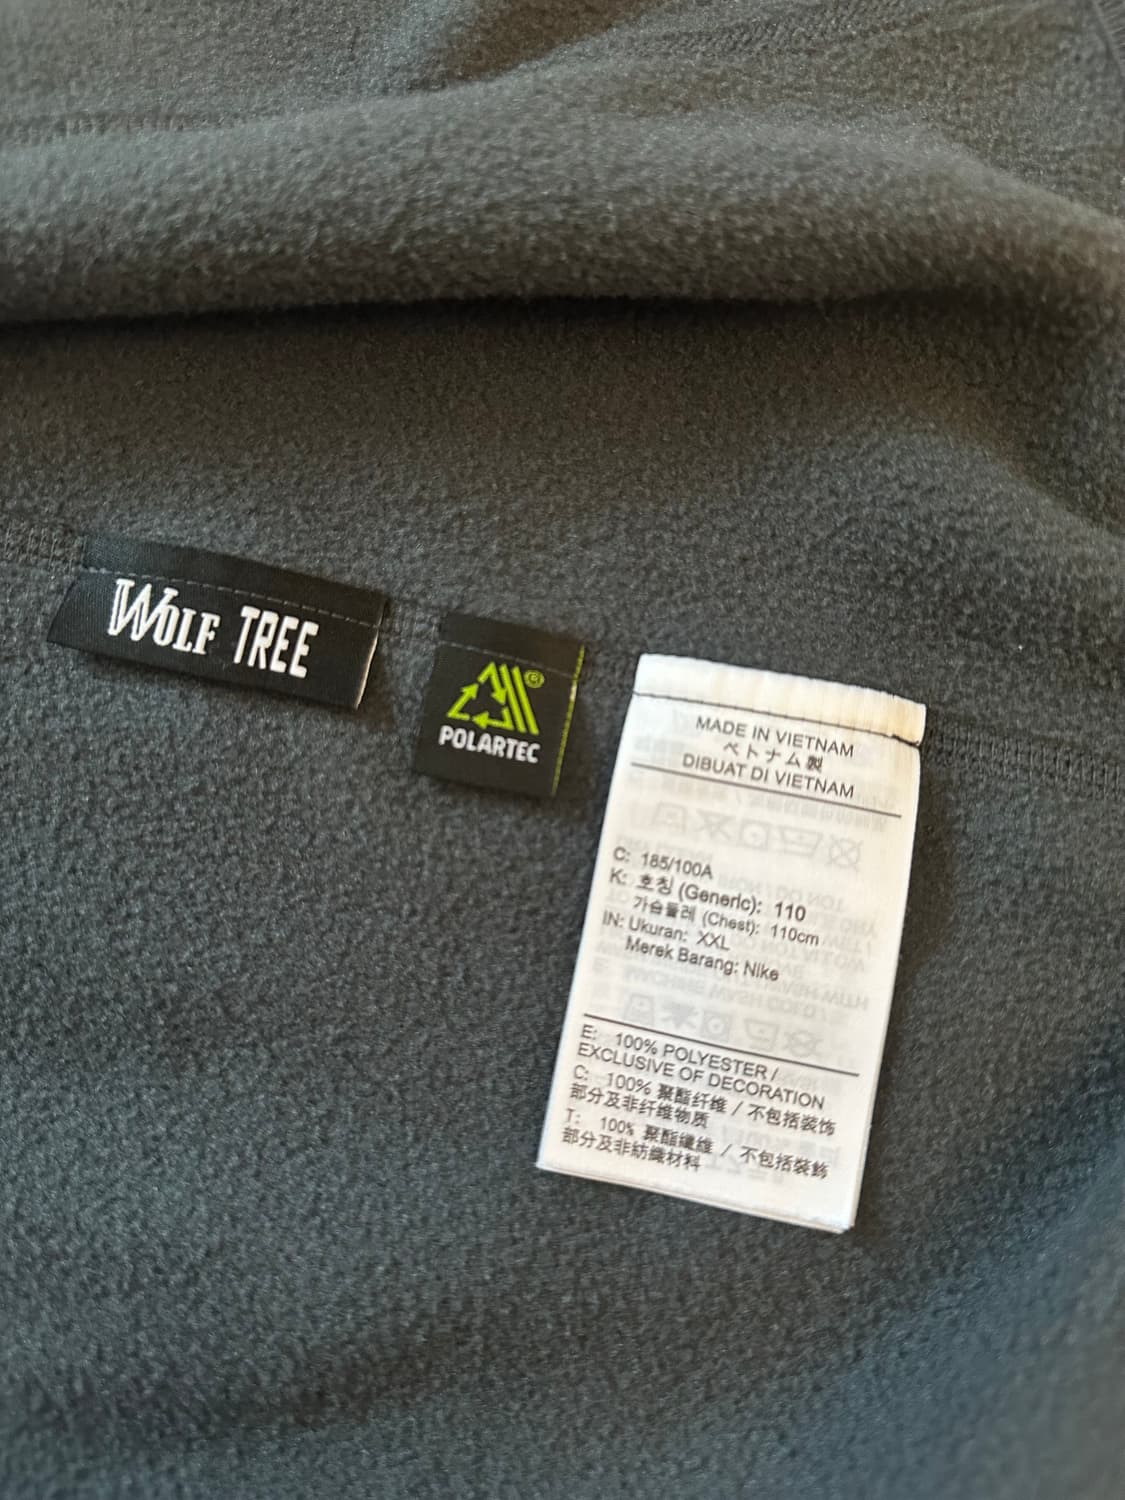 WOLF TREE
®
POLARTEC
MADE IN VIETNAM
ベトナム製
DIBUAT DI VIETNAM
C: 185/100A
K: 호칭 (Generic): 110
가슴둘레 (Chest): 110cm
IN: Ukuran: XXL
Merek Barang: Nike
E: 100% POLYESTER /
EXCLUSIVE OF DECORATION
C: 100% 聚酯纤维 / 不包括装饰
部分及非纤维物质
T: 100% 聚酯纖維 / 不包括裝飾
部分及非紡織材料